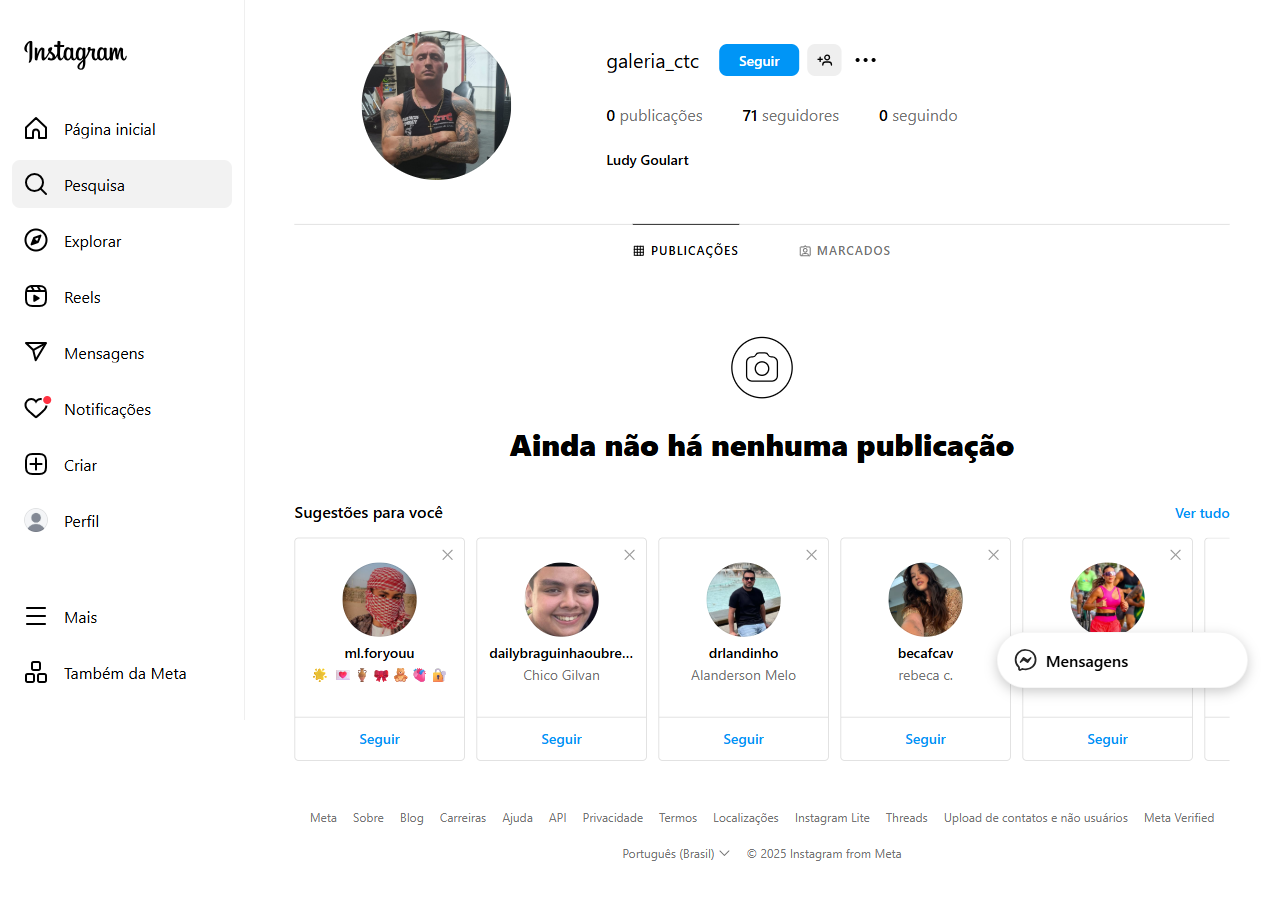 Instagram
Página inicial
Pesquisa
Explorar
Reels
Mensagens
Notificações
Criar
Perfil
Mais
Também da Meta
galeria_ctc
Seguir
0 publicações 71 seguidores 0 seguindo
Ludy Goulart
PUBLICAÇÕES MARCADOS
Ainda não há nenhuma publicação
Sugestões para você Ver tudo
ml.foryouu
Seguir
dailybraguinhaoubre...
Chico Gilvan
Seguir
drlandinho
Alanderson Melo
Seguir
becafcav
rebeca c.
Seguir
Seguir
Mensagens
Meta Sobre Blog Carreiras Ajuda API Privacidade Termos Localizações Instagram Lite Threads Upload de contatos e não usuários Meta Verified
Português (Brasil) © 2025 Instagram from Meta